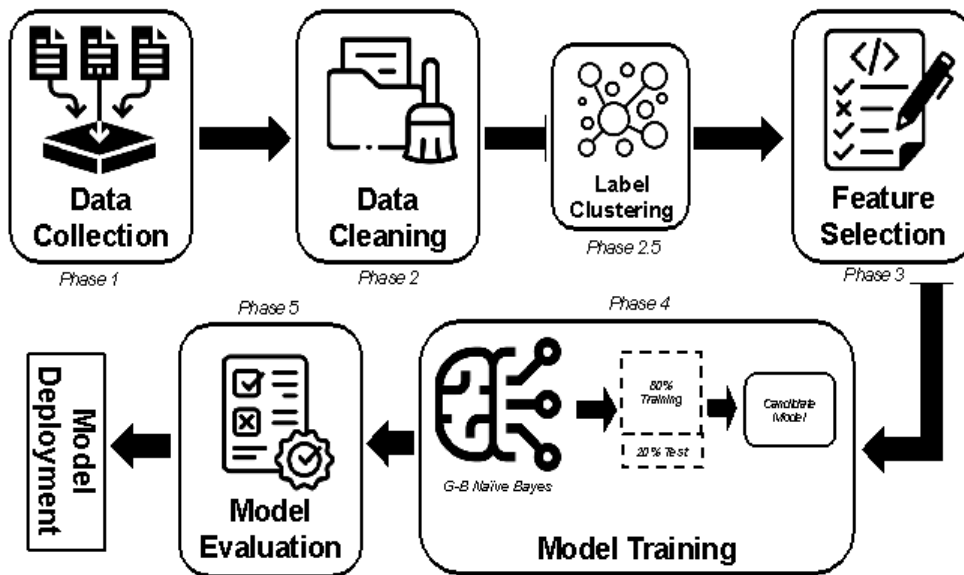 Data
Collection
Phase 1
Data
Cleaning
Phase 2
Label
Clustering
Phase 2.5
Feature
Selection
Phase 3
Phase 4
G-B Naïve Bayes
80%
Training
20% Test
Candidate
Model
Model Training
Phase 5
Model
Evaluation
Model
Deployment